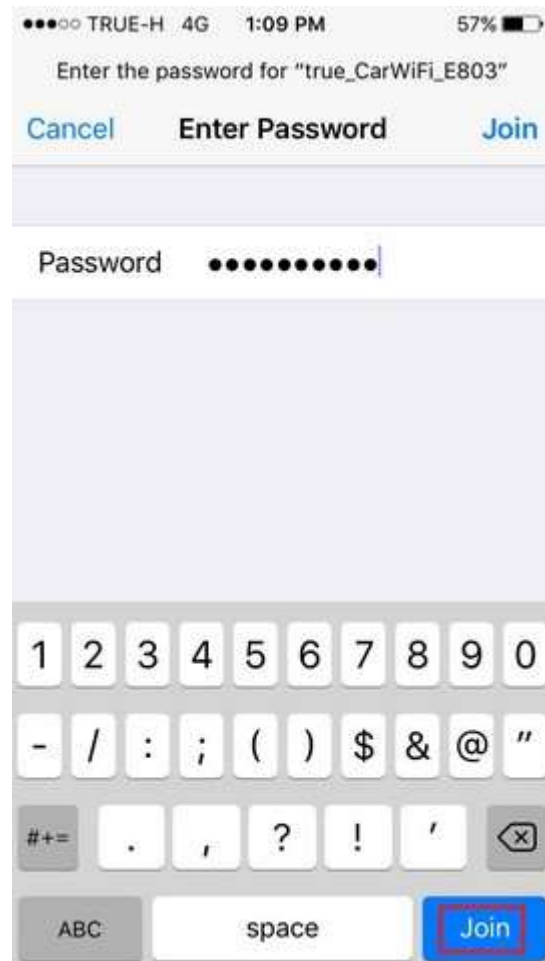 TRUE-H 4G 1:09 PM 57%
Enter the password for “true_CarWiFi_E803”
Cancel Enter Password Join
Password ●●●●●●●●●●
1 2 3 4 5 6 7 8 9 0
- / : ; ( ) $ & @ "
#+= . , ? ! '
ABC space Join